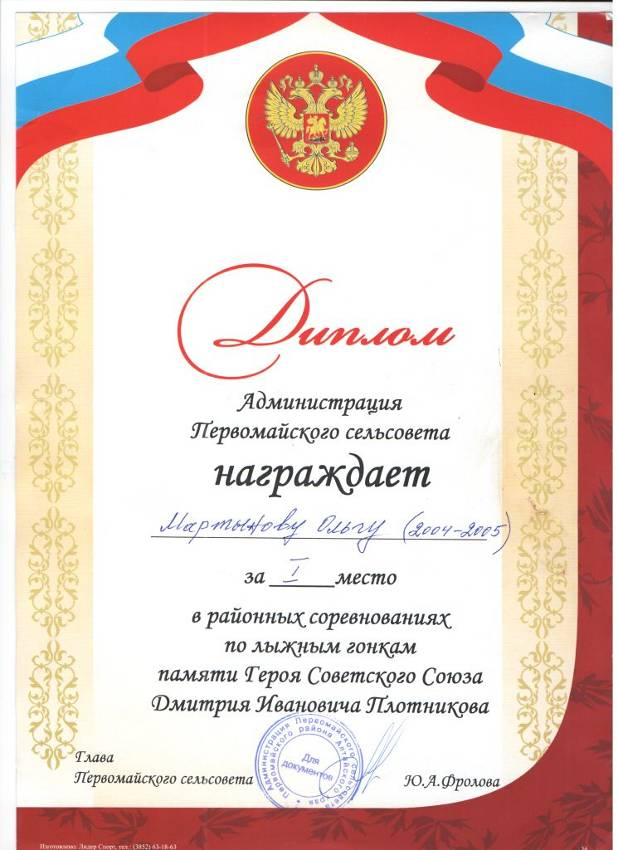 Диплом
Администрация
Первомайского сельсовета
награждает
Мартынову Ольгу (2004-2005)
за I место
в районных соревнованиях
по лыжным гонкам
памяти Героя Советского Союза
Дмитрия Ивановича Плотникова
Администрация Первомайского сельсовета
Первомайского района Алтайского края
Для
документов
Глава
Первомайского сельсовета
Ю.А.Фролова
Изготовлено: Лидер Спорт, тел.: (3852) 63-18-63